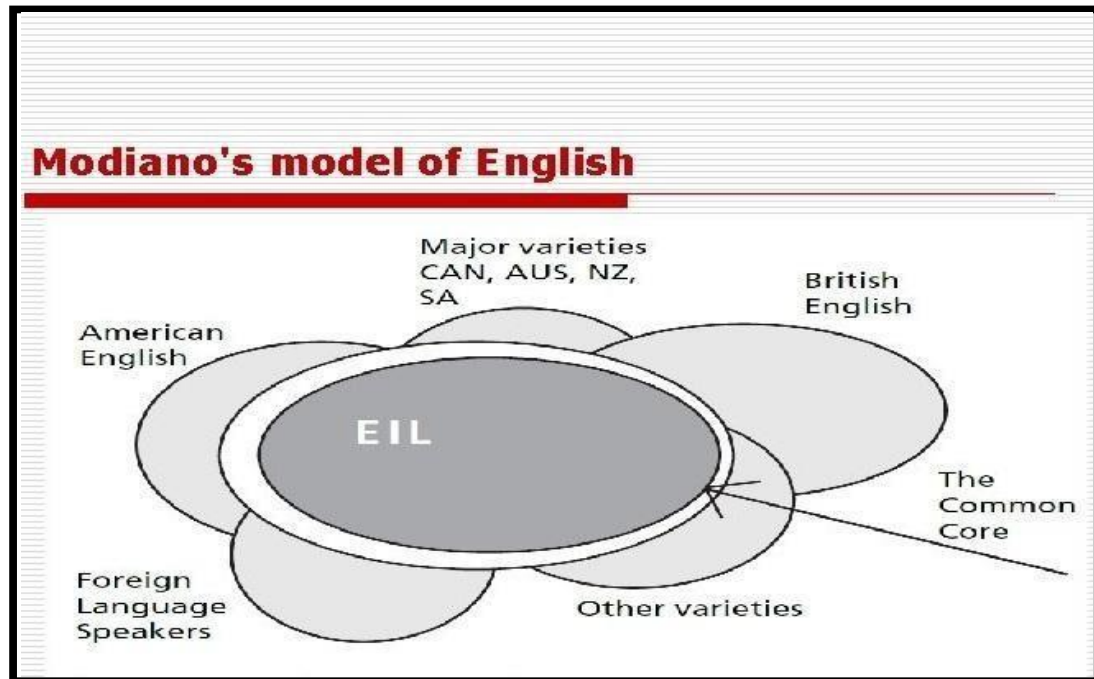 Modiano's model of English
Major varieties
CAN, AUS, NZ,
SA
British
English
American
English
EIL
The
Common
Core
Foreign
Language
Speakers
Other varieties